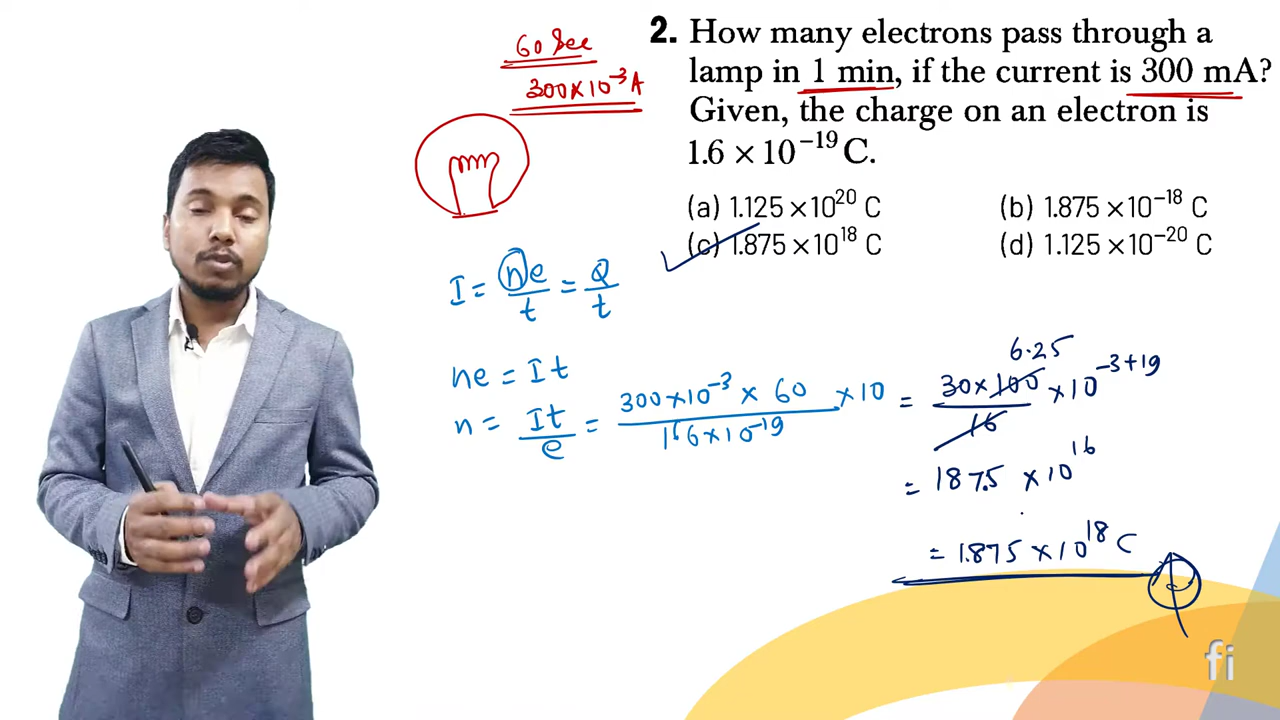 2. How many electrons pass through a
lamp in 1 min, if the current is 300 mA?
Given, the charge on an electron is
1.6 × 10⁻¹⁹ C.
(a) 1.125 ×10²⁰ C
(b) 1.875 ×10⁻¹⁸ C
(c) 1.875 ×10¹⁸ C
(d) 1.125 ×10⁻²⁰ C
60 Sec
300×10⁻³ A
I = ne/t = Q/t
ne = It
n = It/e = 300×10⁻³ × 60/16×10⁻¹⁹ × 10
6.25
= 30×100/16 ×10⁻³⁺¹⁹
= 187.5 ×10¹⁶
= 1.875 ×10¹⁸ C
fi